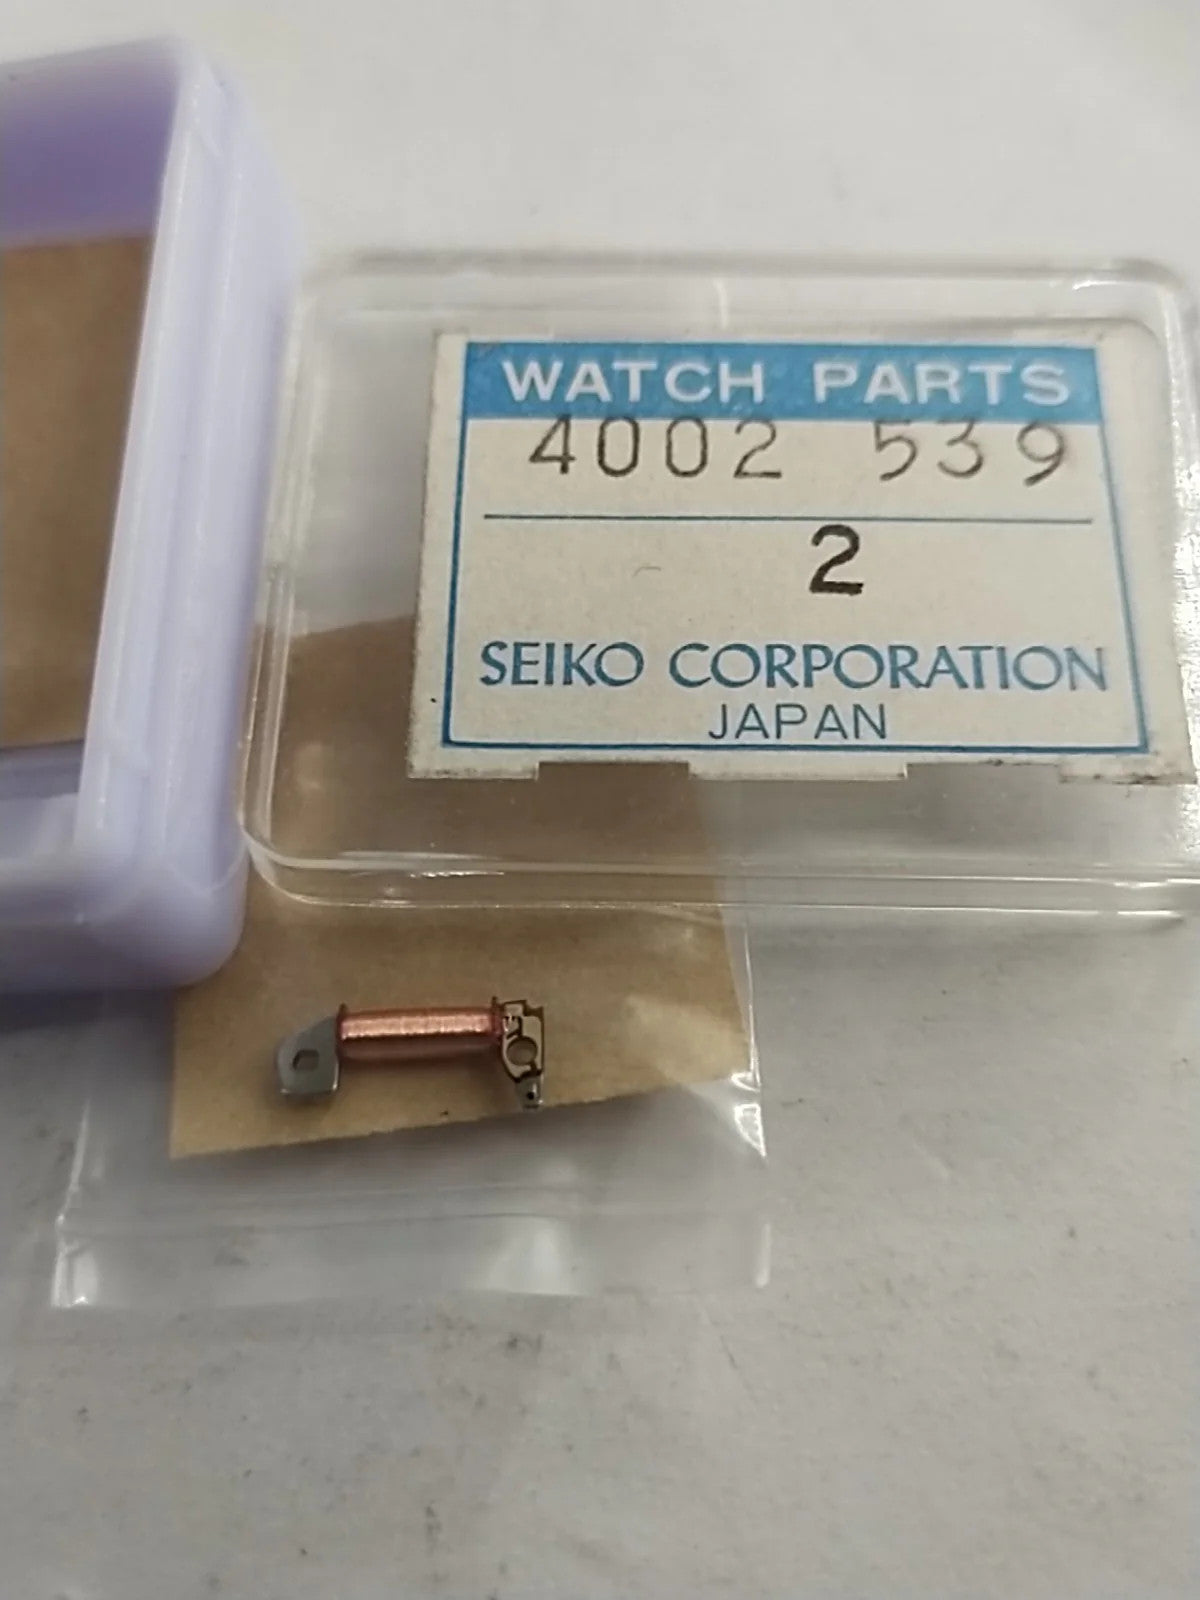 WATCH PARTS
4002 539
2
SEIKO CORPORATION
JAPAN